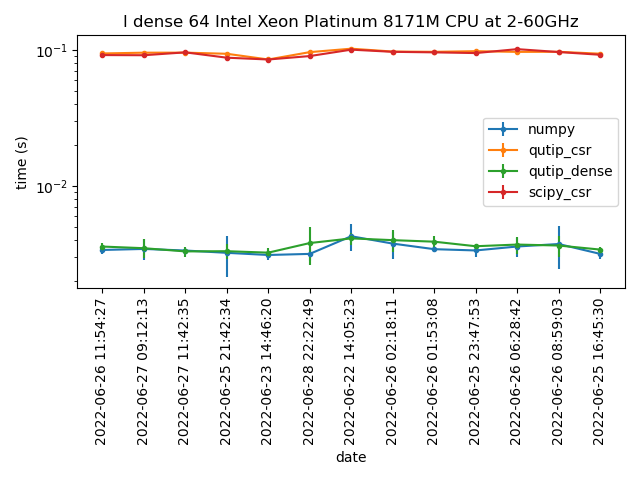 I dense 64 Intel Xeon Platinum 8171M CPU at 2-60GHz
time (s)
10⁻¹
10⁻²
numpy
qutip_csr
qutip_dense
scipy_csr
2022-06-26 11:54:27
2022-06-27 09:12:13
2022-06-27 11:42:35
2022-06-25 21:42:34
2022-06-23 14:46:20
2022-06-28 22:22:49
2022-06-22 14:05:23
2022-06-26 02:18:11
2022-06-26 01:53:08
2022-06-25 23:47:53
2022-06-26 06:28:42
2022-06-26 08:59:03
2022-06-25 16:45:30
date